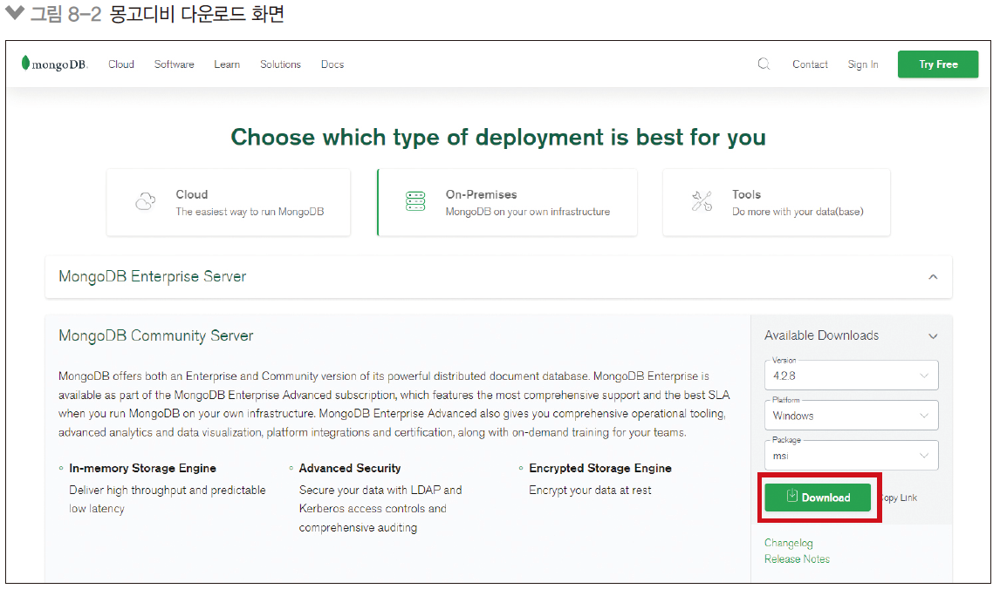 그림 8-2 몽고디비 다운로드 화면
mongoDB.
Cloud
Software
Learn
Solutions
Docs
Contact
Sign In
Try Free
Choose which type of deployment is best for you
Cloud
The easiest way to run MongoDB
On-Premises
MongoDB on your own infrastructure
Tools
Do more with your data(base)
MongoDB Enterprise Server
MongoDB Community Server
MongoDB offers both an Enterprise and Community version of its powerful distributed document database. MongoDB Enterprise is
available as part of the MongoDB Enterprise Advanced subscription, which features the most comprehensive support and the best SLA
when you run MongoDB on your own infrastructure. MongoDB Enterprise Advanced also gives you comprehensive operational tooling,
advanced analytics and data visualization, platform integrations and certification, along with on-demand training for your teams.
In-memory Storage Engine
Deliver high throughput and predictable
low latency
Advanced Security
Secure your data with LDAP and
Kerberos access controls and
comprehensive auditing
Encrypted Storage Engine
Encrypt your data at rest
Available Downloads
Version
4.2.8
Platform
Windows
Package
msi
Download
opy Link
Changelog
Release Notes